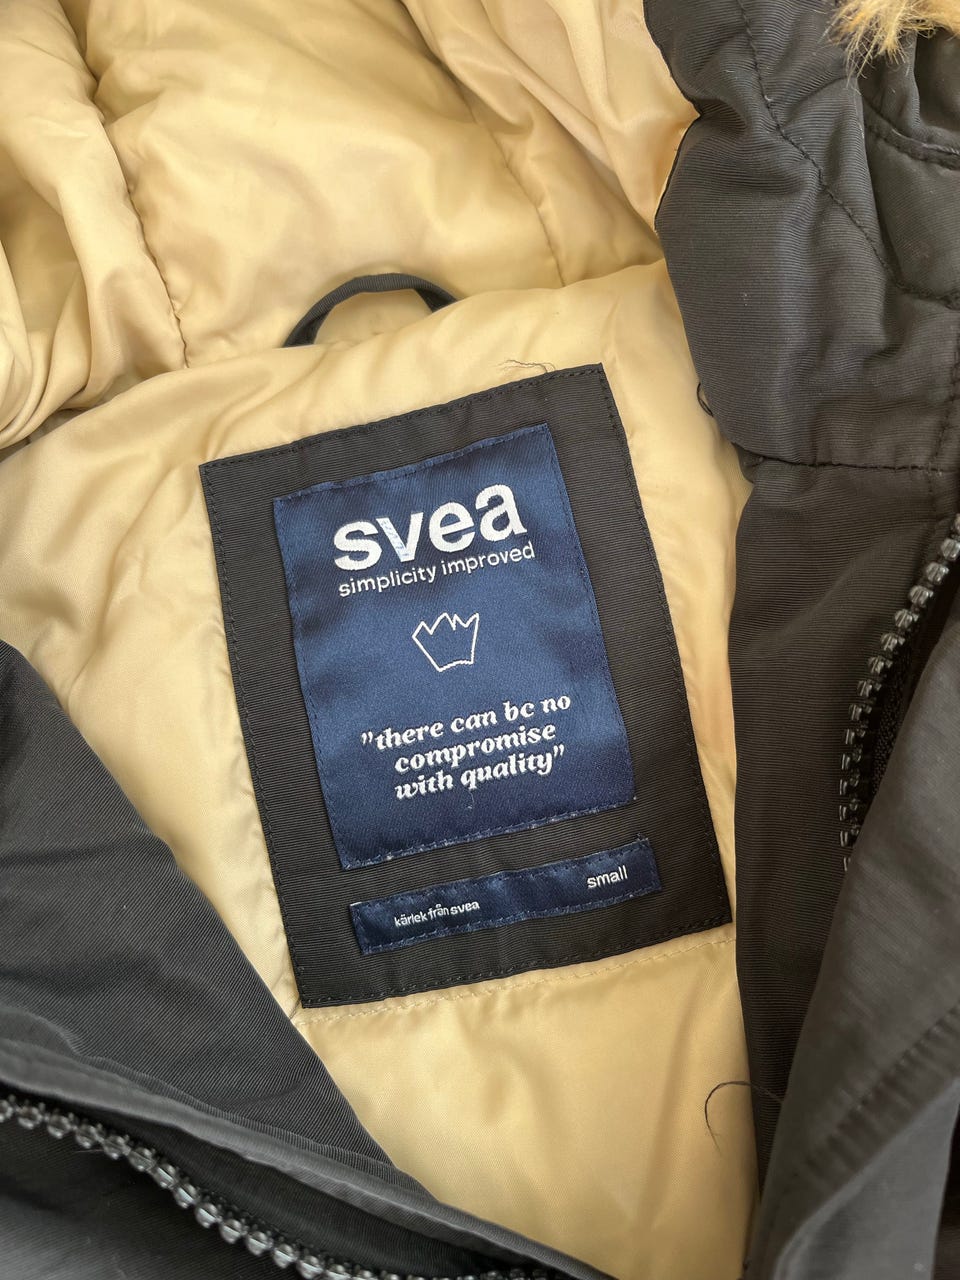 svea
simplicity improved
”there can be no
compromise
with quality”
kärlek från svea
small